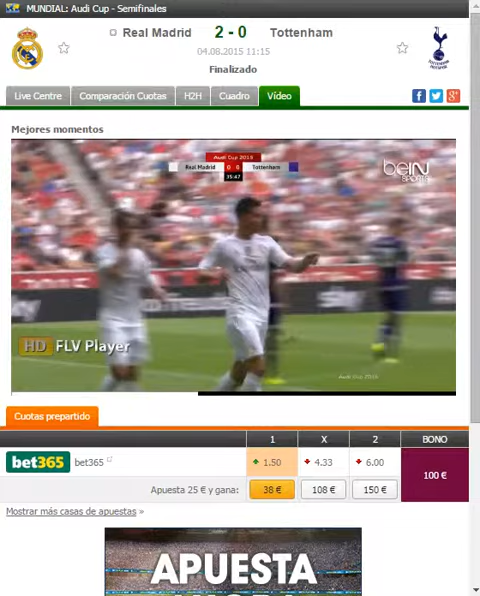 MUNDIAL: Audi Cup - Semifinales
Real Madrid 2 - 0 Tottenham
04.08.2015 11:15
Finalizado
Live Centre Comparación Cuotas H2H Cuadro Vídeo
Mejores momentos
Audi Cup 2015
Real Madrid 0 0 Tottenham
35:47
beIN
SPORTS
HD FLV Player
Audi Cup 2015
Cuotas prepartido
1 X 2 BONO
bet365 bet365 1.50 4.33 6.00
100 €
Apuesta 25 € y gana: 38 € 108 € 150 €
Mostrar más casas de apuestas »
APUESTA